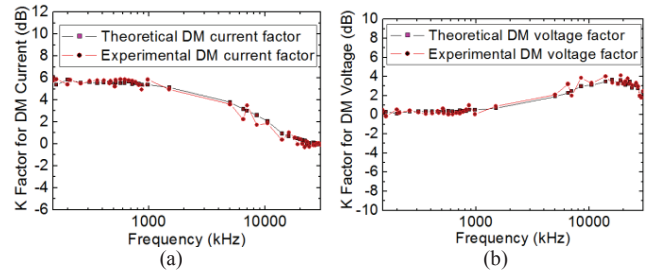 K Factor for DM Current (dB)
12
10
8
6
4
2
0
-2
-4
-6
Theoretical DM current factor
Experimental DM current factor
1000
10000
Frequency (kHz)
(a)
K Factor for DM Voltage (dB)
10
8
6
4
2
0
-2
-4
-6
-8
-10
Theoretical DM voltage factor
Experimental DM voltage factor
1000
10000
Frequency (kHz)
(b)